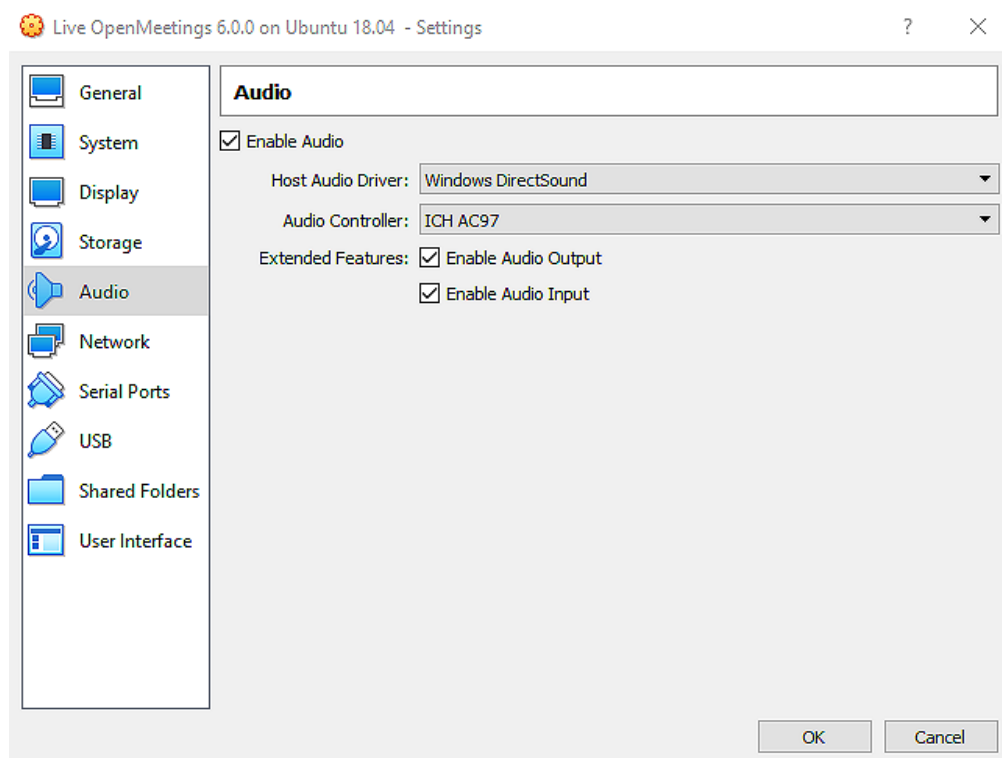 Live OpenMeetings 6.0.0 on Ubuntu 18.04 - Settings
?
General
System
Display
Storage
Audio
Network
Serial Ports
USB
Shared Folders
User Interface
Audio
Enable Audio
Host Audio Driver: Windows DirectSound
Audio Controller: ICH AC97
Extended Features: Enable Audio Output
Enable Audio Input
OK Cancel